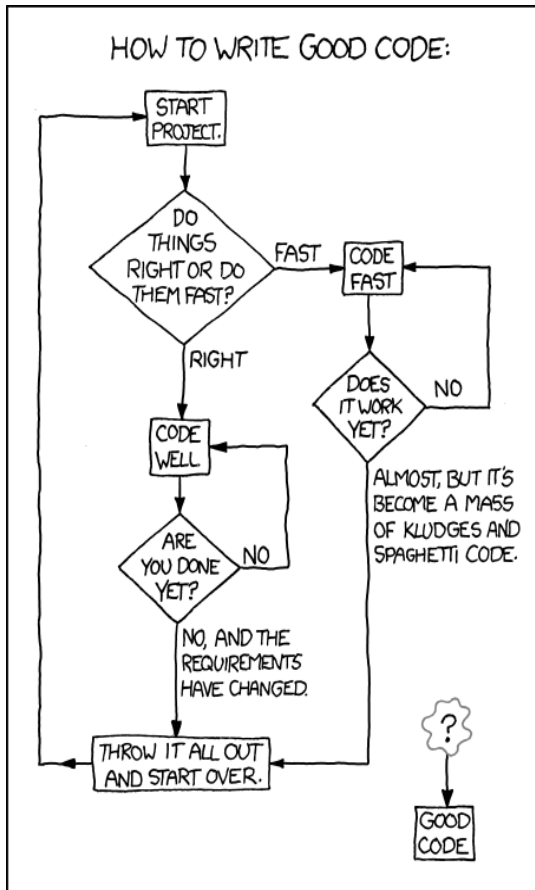 HOW TO WRITE GOOD CODE:
START
PROJECT.
DO
THINGS
RIGHT OR DO
THEM FAST?
FAST
CODE
FAST
RIGHT
DOES
IT WORK
YET?
NO
CODE
WELL
ALMOST, BUT IT'S
BECOME A MASS
OF KLUDGES AND
SPAGHETTI CODE.
ARE
YOU DONE
YET?
NO
NO, AND THE
REQUIREMENTS
HAVE CHANGED.
THROW IT ALL OUT
AND START OVER.
?
GOOD
CODE